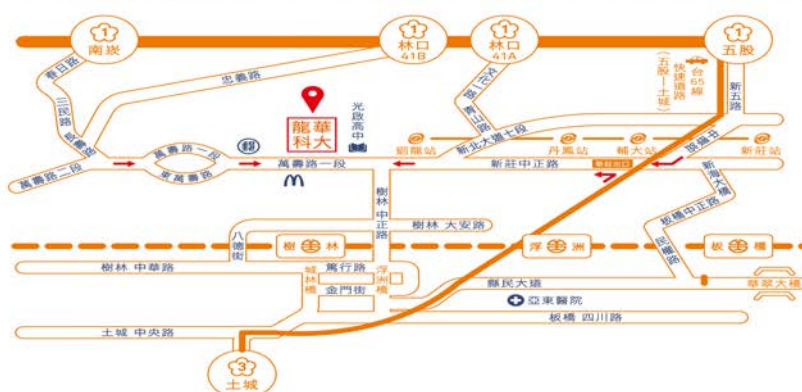 1
南崁
1
林口
41B
1
林口
41A
1
五股
春日路
三民路
忠義路
文化一路
青山路
台65線
快速道路
(五股—土城)
新五路
龍華
科大
光啟高中
萬壽路一段
東萬壽路
萬壽路二段
萬壽路一段
迴龍站
丹鳳站
輔大站
新莊站
新北大道七段
新莊中正路
新莊出口
新海大橋
板橋中正路
民權路
樹林 中正路
樹林 大安路
八德街
樹林
浮洲
板橋
樹林 中華路
城林橋
篤行路
金門街
浮洲橋
縣民大道
華翠大橋
亞東醫院
土城 中央路
板橋 四川路
3
土城